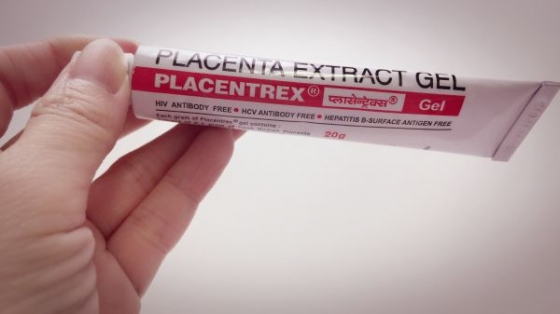 PLACENTA EXTRACT GEL
PLACENTREX® प्लासेन्ट्रेक्स® Gel
HIV ANTIBODY FREE • HCV ANTIBODY FREE • HEPATITIS B-SURFACE ANTIGEN FREE
Each gram of Placentrex® gel contains :
Placenta 20g